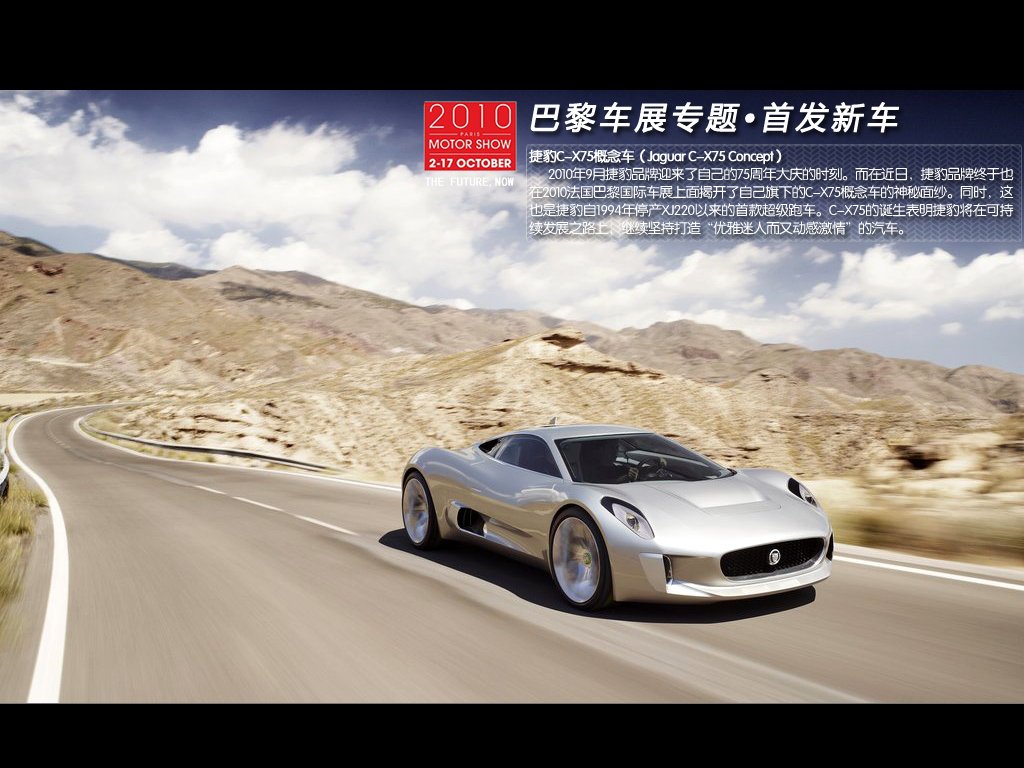 2010
PARIS
MOTOR SHOW
2-17 OCTOBER
THE FUTURE, NOW
巴黎车展专题•首发新车
捷豹C-X75概念车（Jaguar C-X75 Concept）
2010年9月捷豹品牌迎来了自己的75周年大庆的时刻。而在近日，捷豹品牌终于也
在2010法国巴黎国际车展上面揭开了自己旗下的C-X75概念车的神秘面纱。同时，这
也是捷豹自1994年停产XJ220以来的首款超级跑车。C-X75的诞生表明捷豹将在可持
续发展之路上，继续坚持打造“优雅迷人而又动感激情”的汽车。